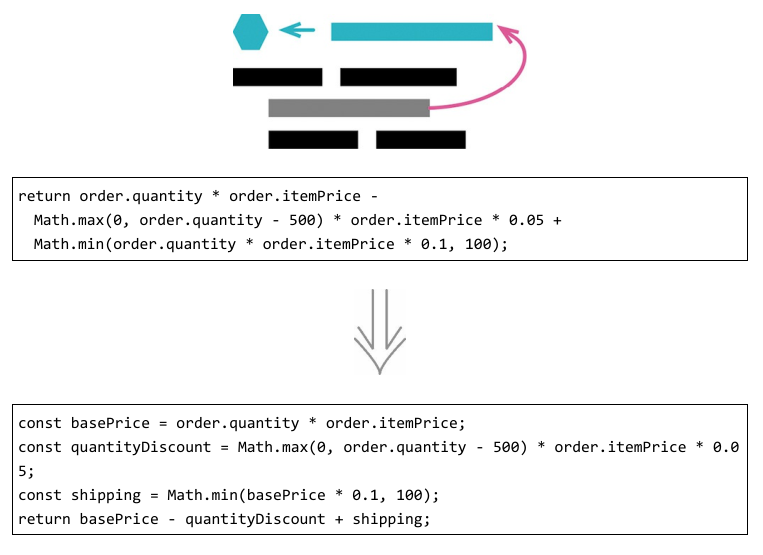 return order.quantity * order.itemPrice -
  Math.max(0, order.quantity - 500) * order.itemPrice * 0.05 +
  Math.min(order.quantity * order.itemPrice * 0.1, 100);
const basePrice = order.quantity * order.itemPrice;
const quantityDiscount = Math.max(0, order.quantity - 500) * order.itemPrice * 0.0
5;
const shipping = Math.min(basePrice * 0.1, 100);
return basePrice - quantityDiscount + shipping;